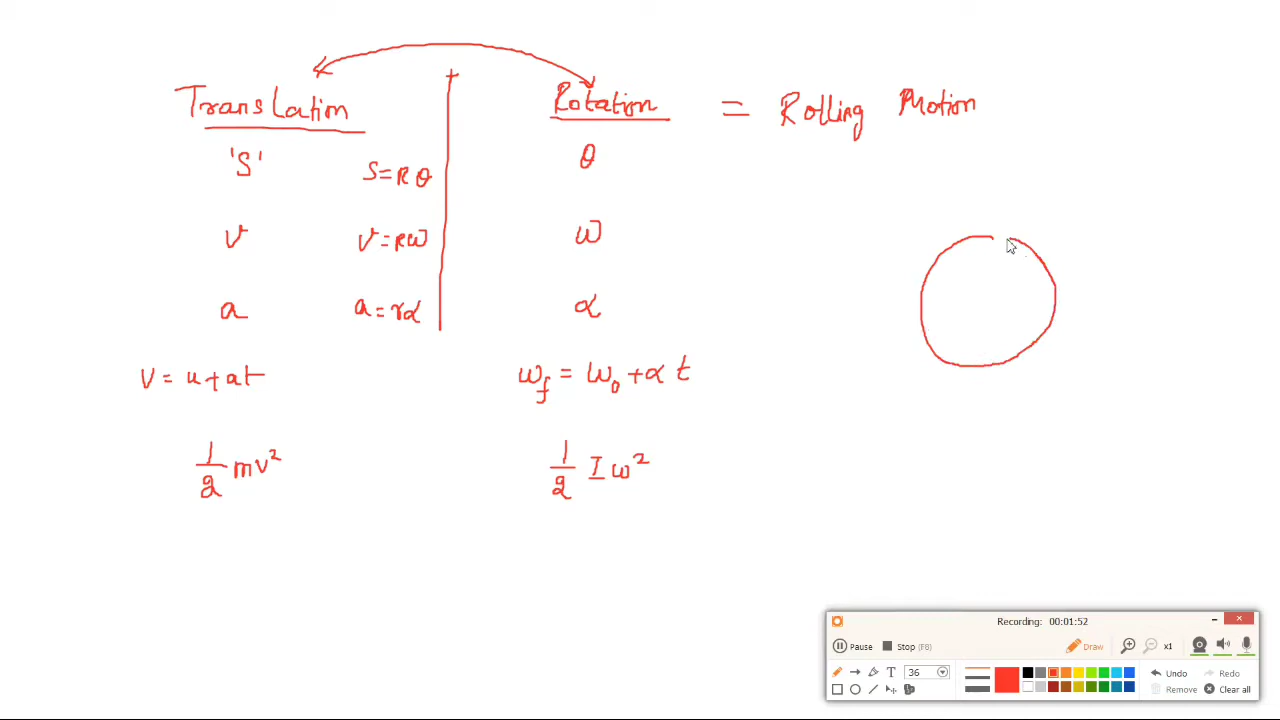 Translation + Rotation = Rolling Motion
'S' S=Rθ θ
v v=Rω ω
a a=rα α
v = u+at ω_f = ω_0 +α t
1/2 mv² 1/2 I ω²
Recording: 00:01:52
Pause Stop (F8) Draw x1
T 36 Undo Redo
Remove Clear all